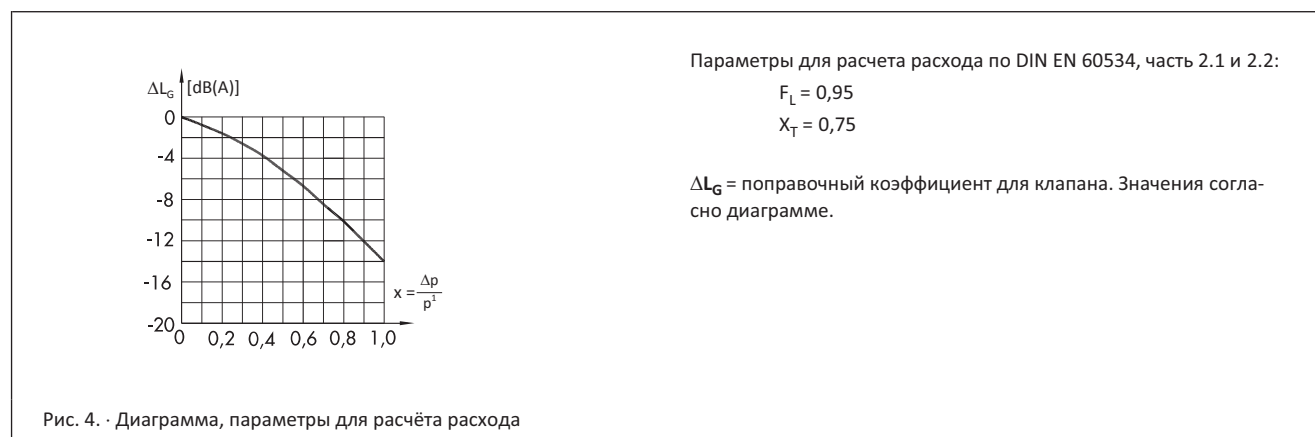 ΔL_G [dB(A)]
0
-4
-8
-12
-16
-20
x = Δp / p¹
0 0,2 0,4 0,6 0,8 1,0
Параметры для расчета расхода по DIN EN 60534, часть 2.1 и 2.2:
F_L = 0,95
X_T = 0,75
ΔL_G = поправочный коэффициент для клапана. Значения согла-
сно диаграмме.
Рис. 4. · Диаграмма, параметры для расчёта расхода